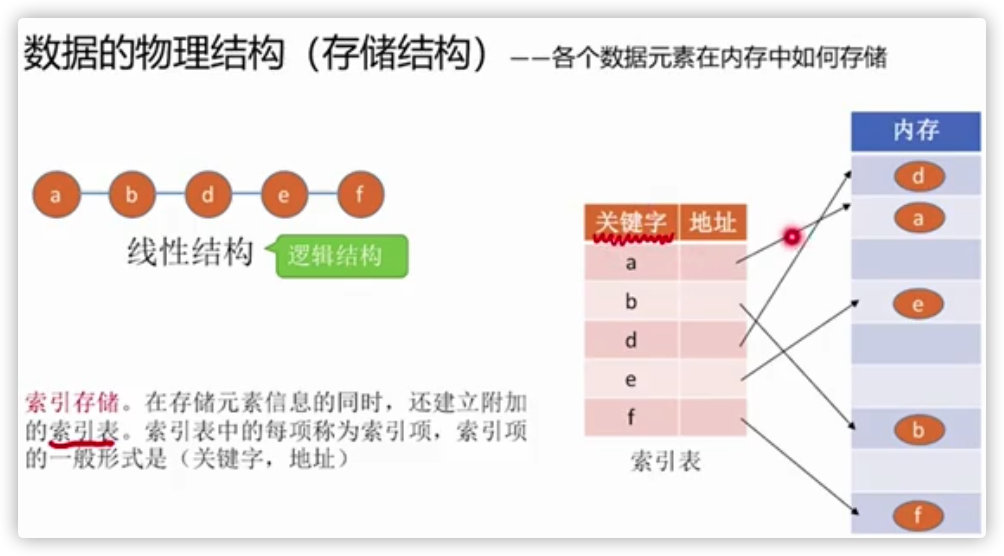 数据的物理结构（存储结构）——各个数据元素在内存中如何存储
a b d e f
线性结构
逻辑结构
索引存储。在存储元素信息的同时，还建立附加
的索引表。索引表中的每项称为索引项，索引项
的一般形式是（关键字，地址）
关键字 地址
a
b
d
e
f
索引表
内存
d
a
e
b
f